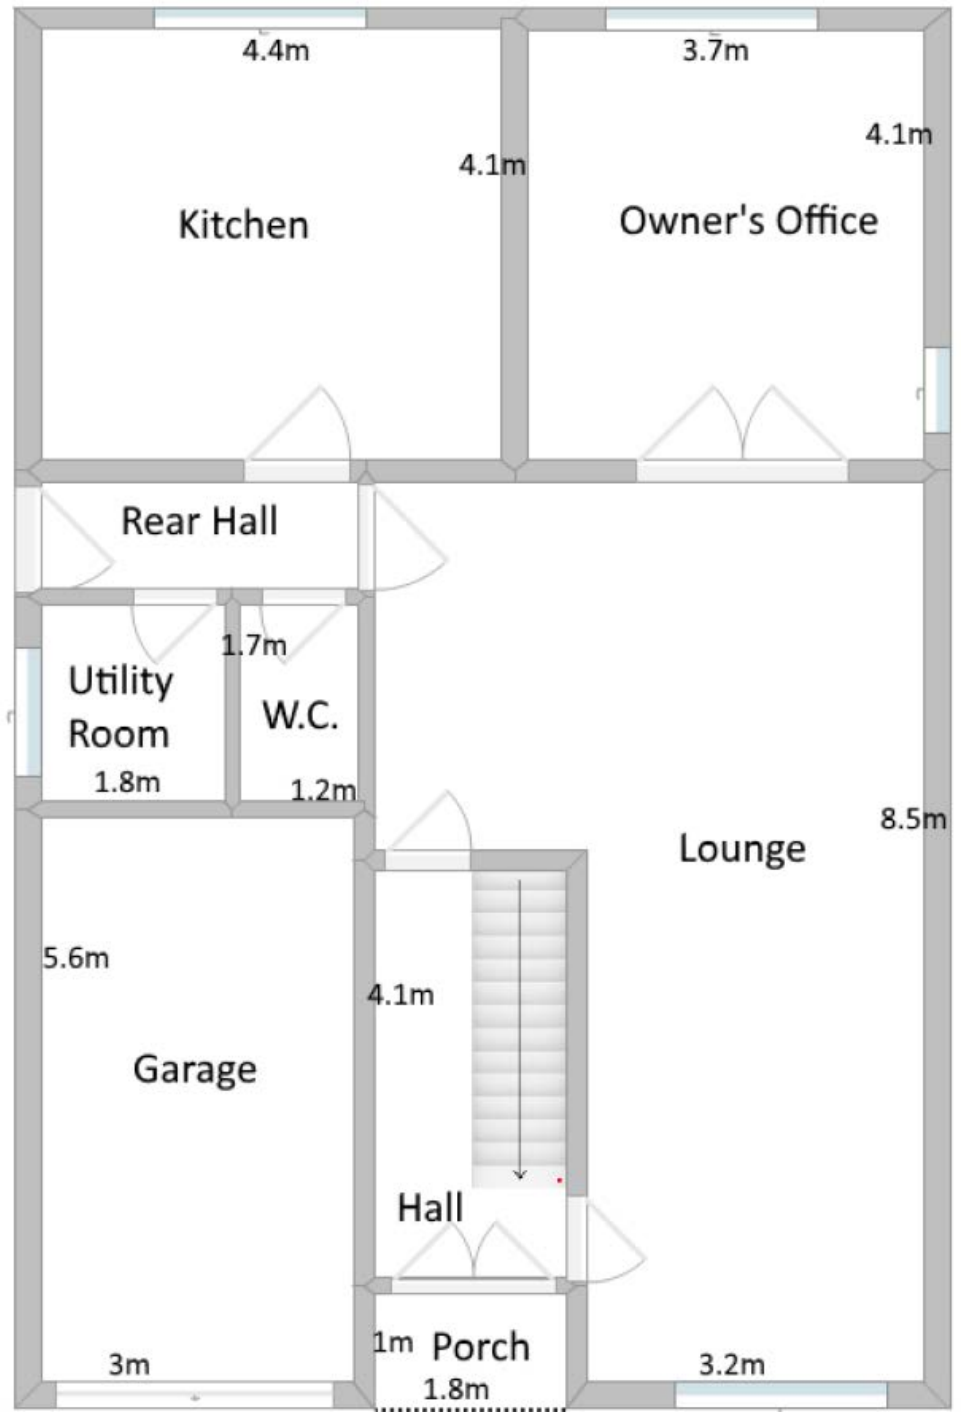 4.4m
3.7m
4.1m
4.1m
Kitchen
Owner's Office
Rear Hall
1.7m
Utility
Room
W.C.
1.8m
1.2m
8.5m
Lounge
5.6m
4.1m
Garage
Hall
1m
Porch
3m
3.2m
1.8m